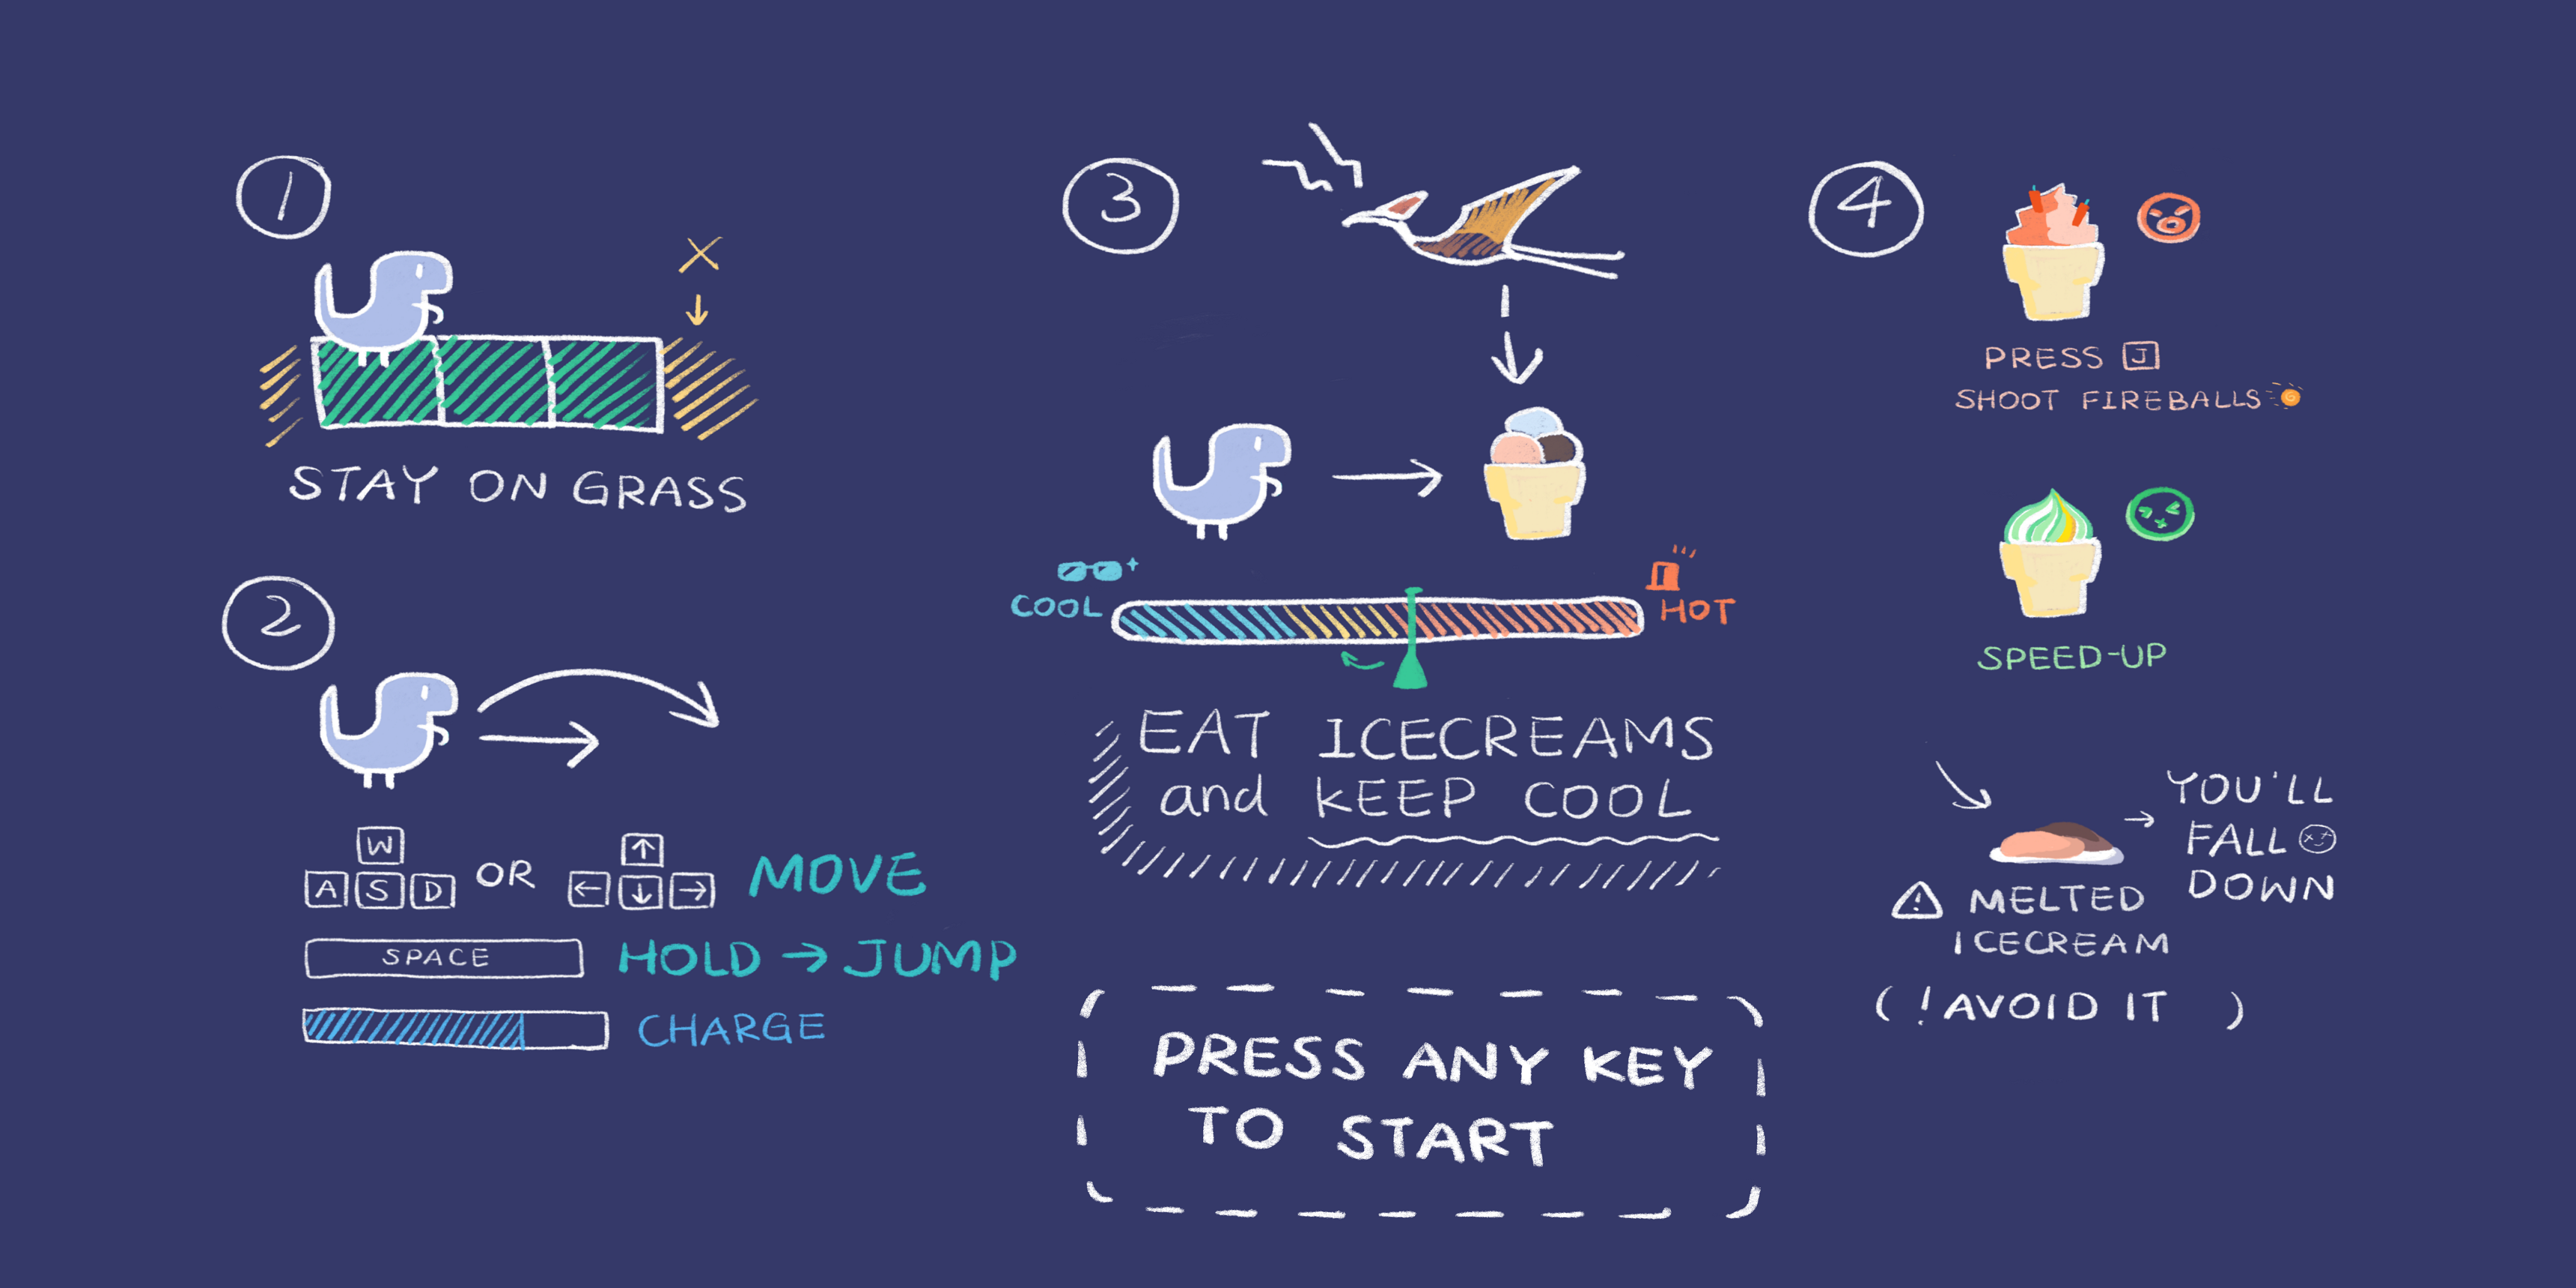 1
STAY ON GRASS
2
W
A S D OR ↑ ← ↓ → MOVE
SPACE HOLD → JUMP
CHARGE
3
COOL
HOT
EAT ICECREAMS
and KEEP COOL
PRESS ANY KEY
TO START
4
PRESS J
SHOOT FIREBALLS
SPEED-UP
→ YOU'LL
FALL
DOWN
MELTED
ICECREAM
( ! AVOID IT )